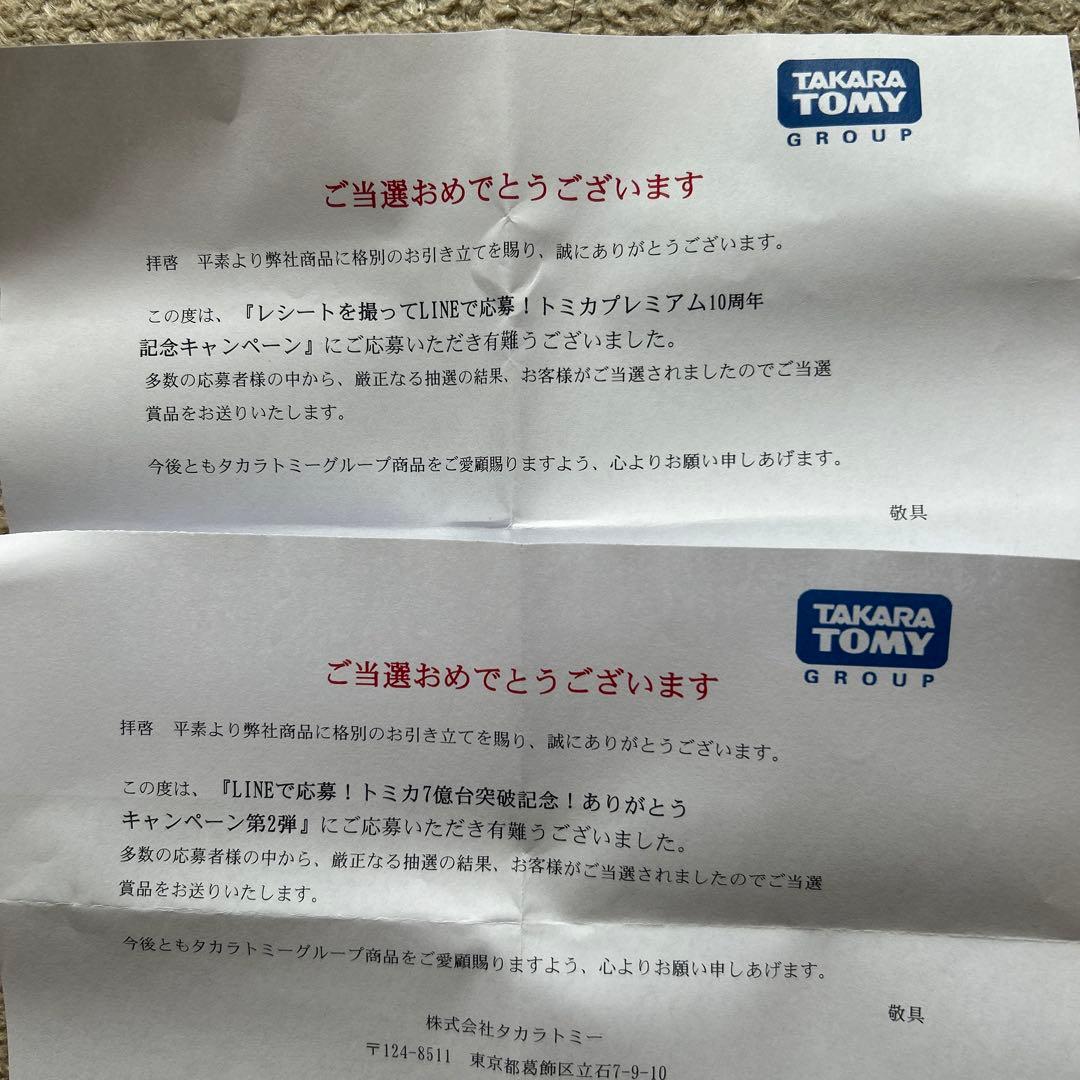 TAKARA
TOMY
GROUP
ご当選おめでとうございます
拝啓　平素より弊社商品に格別のお引き立てを賜り、誠にありがとうございます。
この度は、『レシートを撮ってLINEで応募！トミカプレミアム10周年
記念キャンペーン』にご応募いただき有難うございました。
多数の応募者様の中から、厳正なる抽選の結果、お客様がご当選されましたのでご当選
賞品をお送りいたします。
今後ともタカラトミーグループ商品をご愛顧賜りますよう、心よりお願い申しあげます。
敬具
TAKARA
TOMY
GROUP
ご当選おめでとうございます
拝啓　平素より弊社商品に格別のお引き立てを賜り、誠にありがとうございます。
この度は、『LINEで応募！トミカ7億台突破記念！ありがとう
キャンペーン第2弾』にご応募いただき有難うございました。
多数の応募者様の中から、厳正なる抽選の結果、お客様がご当選されましたのでご当選
賞品をお送りいたします。
今後ともタカラトミーグループ商品をご愛顧賜りますよう、心よりお願い申しあげます。
敬具
株式会社タカラトミー
〒124-8511　東京都葛飾区立石7-9-10